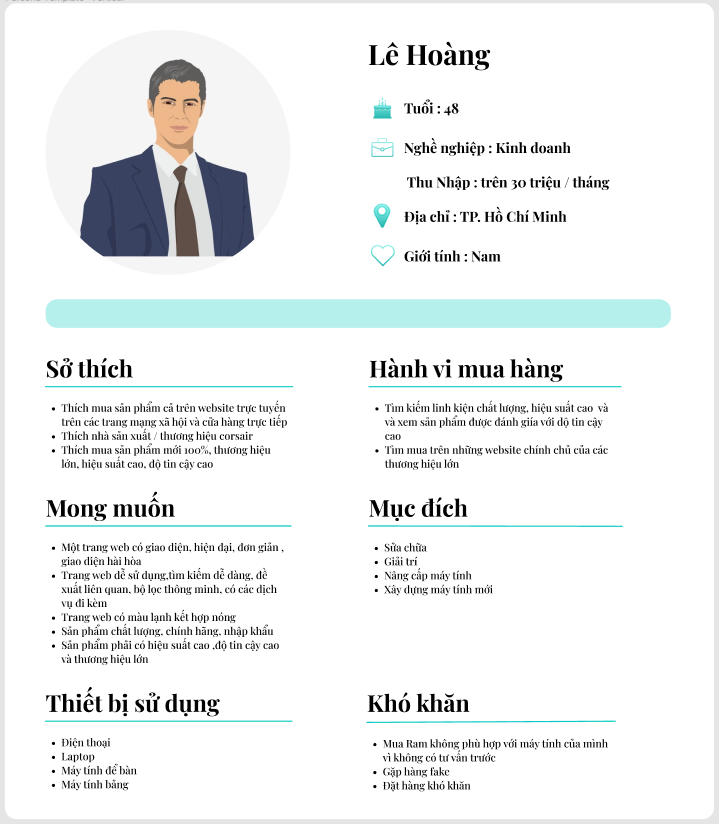 Lê Hoàng
Tuổi : 48
Nghề nghiệp : Kinh doanh
Thu Nhập : trên 30 triệu / tháng
Địa chỉ : TP. Hồ Chí Minh
Giới tính : Nam
Sở thích
• Thích mua sản phẩm cả trên website trực tuyến
trên các trang mạng xã hội và cửa hàng trực tiếp
• Thích nhà sản xuất / thương hiệu corsair
• Thích mua sản phẩm mới 100%, thương hiệu
lớn, hiệu suất cao, độ tin cậy cao
Hành vi mua hàng
• Tìm kiếm linh kiện chất lượng, hiệu suất cao và
và xem sản phẩm được đánh giía với độ tin cậy
cao
• Tìm mua trên những website chính chủ của các
thương hiệu lớn
Mong muốn
• Một trang web có giao diện, hiện đại, đơn giản ,
giao diện hài hòa
• Trang web dễ sử dụng,tìm kiếm dễ dàng, đề
xuất liên quan, bộ lọc thông minh, có các dịch
vụ đi kèm
• Trang web có màu lạnh kết hợp nóng
• Sản phẩm chất lượng, chính hãng, nhập khẩu
• Sản phẩm phải có hiệu suất cao ,độ tin cậy cao
và thương hiệu lớn
Mục đích
• Sửa chữa
• Giải trí
• Nâng cấp máy tính
• Xây dựng máy tính mới
Thiết bị sử dụng
• Điện thoại
• Laptop
• Máy tính để bàn
• Máy tính bảng
Khó khăn
• Mua Ram không phù hợp với máy tính của mình
vì không có tư vấn trước
• Gặp hàng fake
• Đặt hàng khó khăn